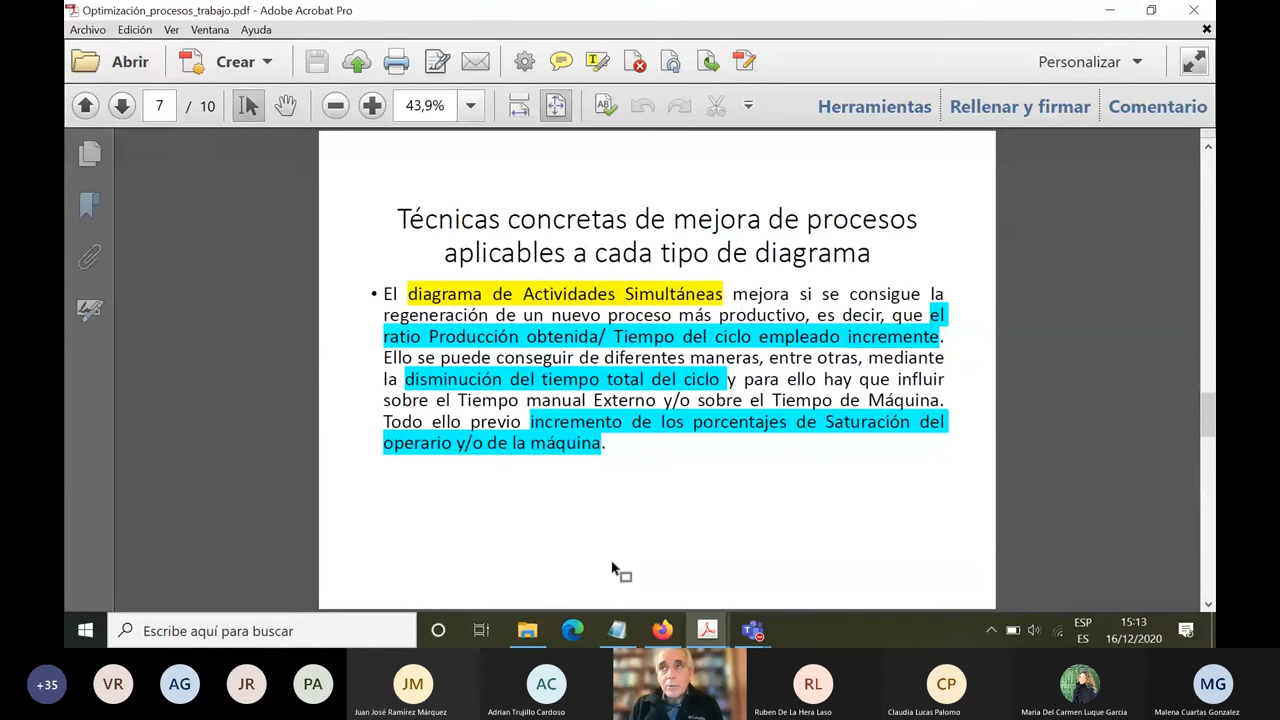 Optimización_procesos_trabajo.pdf - Adobe Acrobat Pro
Archivo Edición Ver Ventana Ayuda
Abrir Crear Personalizar
7 / 10 43,9% Herramientas Rellenar y firmar Comentario
Técnicas concretas de mejora de procesos
aplicables a cada tipo de diagrama
• El diagrama de Actividades Simultáneas mejora si se consigue la
regeneración de un nuevo proceso más productivo, es decir, que el
ratio Producción obtenida/ Tiempo del ciclo empleado incremente.
Ello se puede conseguir de diferentes maneras, entre otras, mediante
la disminución del tiempo total del ciclo y para ello hay que influir
sobre el Tiempo manual Externo y/o sobre el Tiempo de Máquina.
Todo ello previo incremento de los porcentajes de Saturación del
operario y/o de la máquina.
Escribe aquí para buscar
ESP 15:13
ES 16/12/2020
+35 VR AG JR PA JM AC RL CP MG
Juan José Ramírez Márquez Adrian Trujillo Cardoso Ruben De La Hera Laso Claudia Lucas Palomo Maria Del Carmen Luque Garcia Malena Cuartas Gonzalez